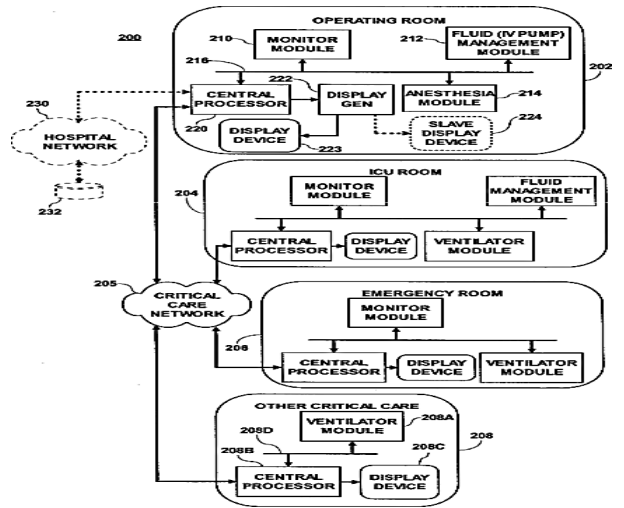 OPERATING ROOM
200
210
MONITOR
MODULE
212
FLUID (IV PUMP)
MANAGEMENT
MODULE
202
216
222
CENTRAL
PROCESSOR
220
DISPLAY
GEN
ANESTHESIA
MODULE
214
DISPLAY
DEVICE
223
SLAVE
DISPLAY
DEVICE
224
230
HOSPITAL
NETWORK
232
ICU ROOM
204
MONITOR
MODULE
FLUID
MANAGEMENT
MODULE
CENTRAL
PROCESSOR
DISPLAY
DEVICE
VENTILATOR
MODULE
205
CRITICAL
CARE
NETWORK
EMERGENCY ROOM
MONITOR
MODULE
206
CENTRAL
PROCESSOR
DISPLAY
DEVICE
VENTILATOR
MODULE
OTHER CRITICAL CARE
VENTILATOR
MODULE
208A
208D
208B
208C
208
CENTRAL
PROCESSOR
DISPLAY
DEVICE